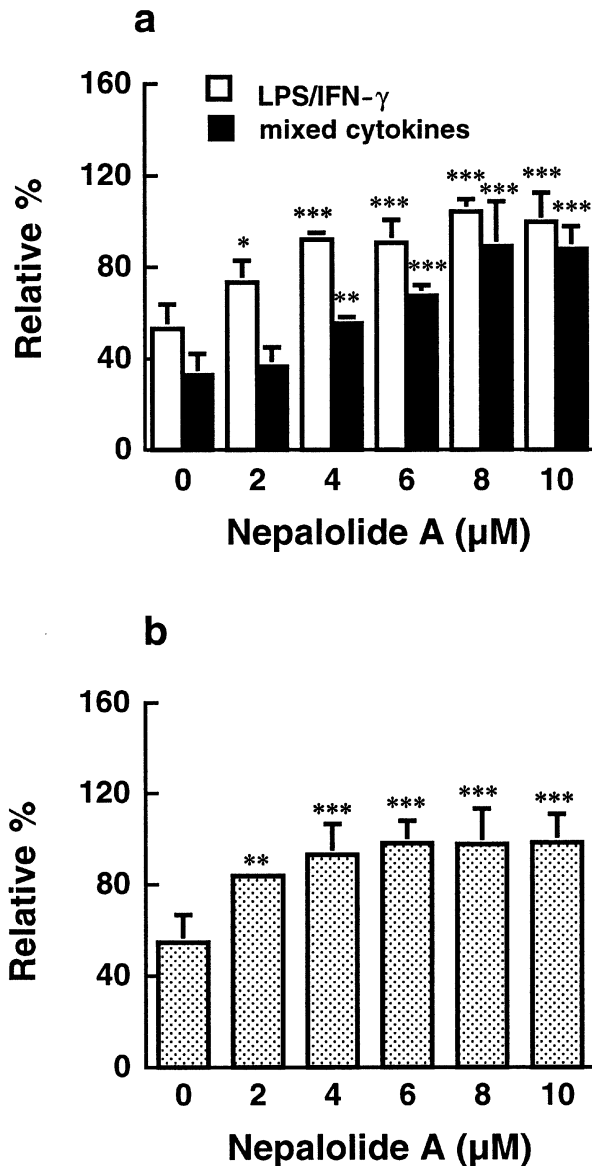 a
160
120
80
40
0
Relative %
LPS/IFN-γ
mixed cytokines
*
***
**
***
***
***
***
***
***
0 2 4 6 8 10
Nepalolide A (µM)
b
160
120
80
40
0
Relative %
**
***
***
***
***
0 2 4 6 8 10
Nepalolide A (µM)